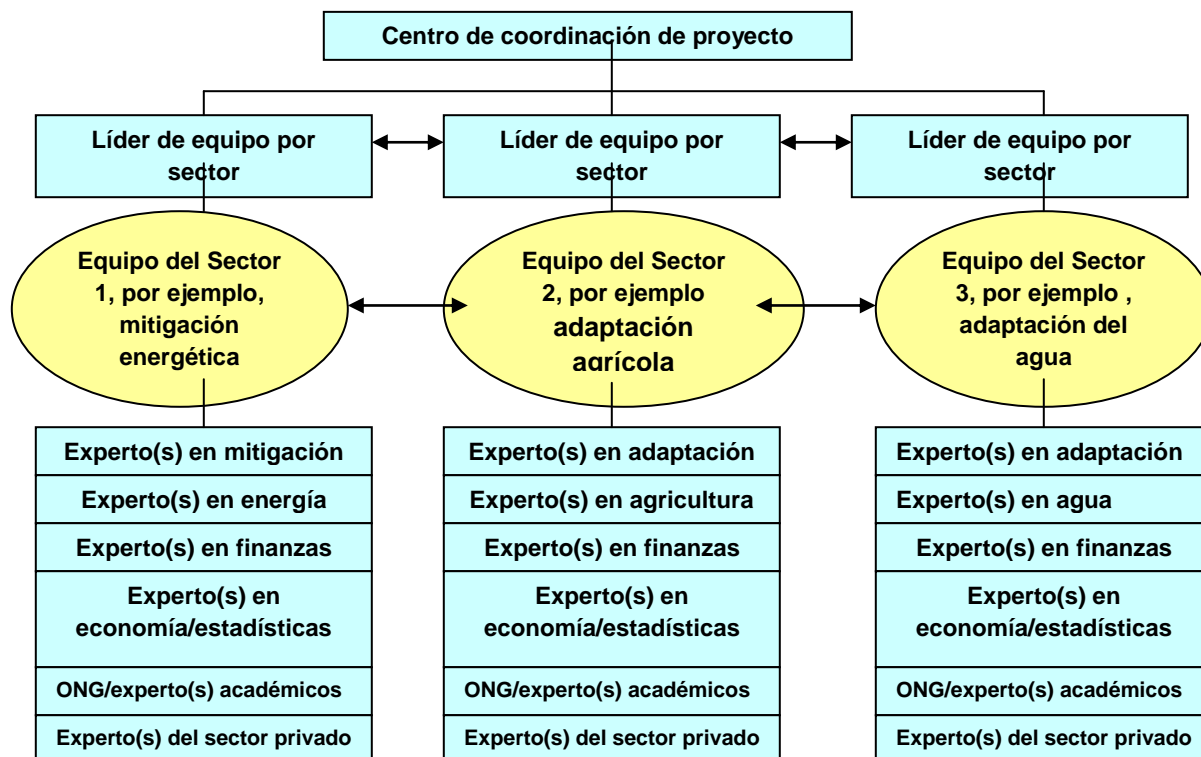 Centro de coordinación de proyecto
Líder de equipo por
sector
Líder de equipo por
sector
Líder de equipo por
sector
Equipo del Sector
1, por ejemplo,
mitigación
energética
Equipo del Sector
2, por ejemplo
adaptación
agrícola
Equipo del Sector
3, por ejemplo ,
adaptación del
agua
Experto(s) en mitigación
Experto(s) en energía
Experto(s) en finanzas
Experto(s) en
economía/estadísticas
ONG/experto(s) académicos
Experto(s) del sector privado
Experto(s) en adaptación
Experto(s) en agricultura
Experto(s) en finanzas
Experto(s) en
economía/estadísticas
ONG/experto(s) académicos
Experto(s) del sector privado
Experto(s) en adaptación
Experto(s) en agua
Experto(s) en finanzas
Experto(s) en
economía/estadísticas
ONG/experto(s) académicos
Experto(s) del sector privado